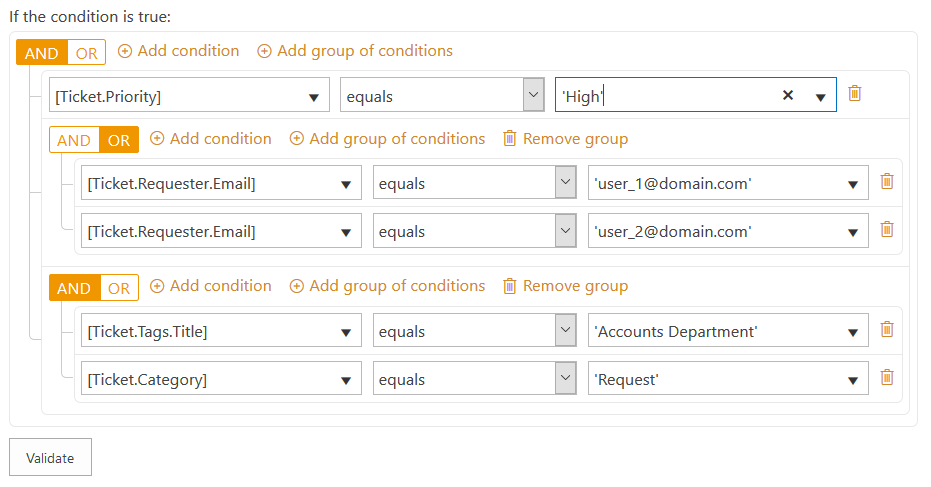 If the condition is true:
AND OR Add condition Add group of conditions
[Ticket.Priority] equals 'High'
AND OR Add condition Add group of conditions Remove group
[Ticket.Requester.Email] equals 'user_1@domain.com'
[Ticket.Requester.Email] equals 'user_2@domain.com'
AND OR Add condition Add group of conditions Remove group
[Ticket.Tags.Title] equals 'Accounts Department'
[Ticket.Category] equals 'Request'
Validate